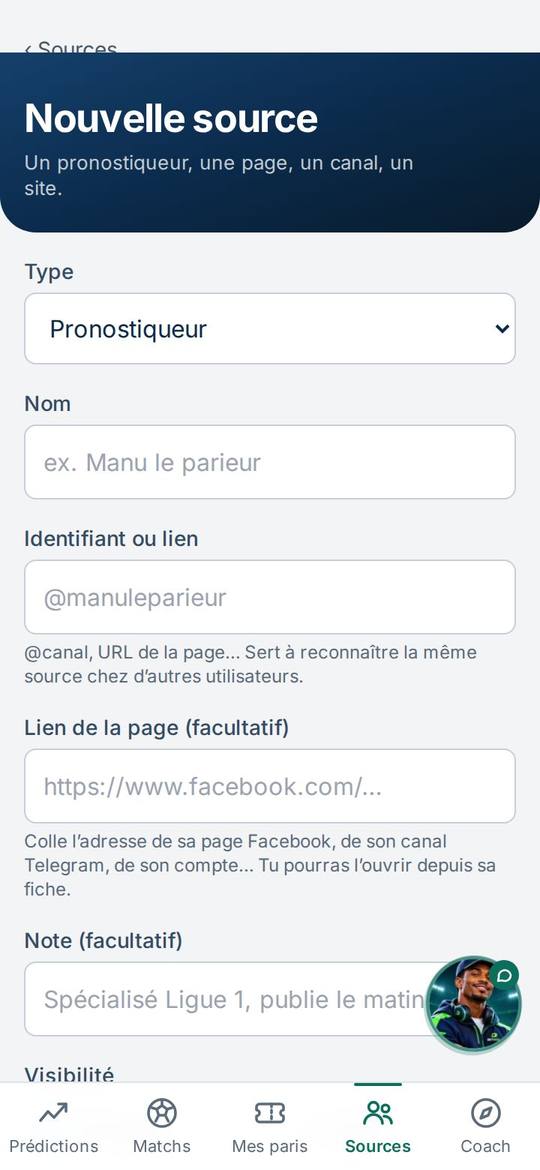 ‹ Sources
Nouvelle source
Un pronostiqueur, une page, un canal, un
site.
Type
Pronostiqueur
Nom
ex. Manu le parieur
Identifiant ou lien
@manuleparieur
@canal, URL de la page... Sert à reconnaître la même
source chez d’autres utilisateurs.
Lien de la page (facultatif)
https://www.facebook.com/...
Colle l’adresse de sa page Facebook, de son canal
Telegram, de son compte... Tu pourras l’ouvrir depuis sa
fiche.
Note (facultatif)
Spécialisé Ligue 1, publie le matin
Visibilité
Prédictions
Matchs
Mes paris
Sources
Coach